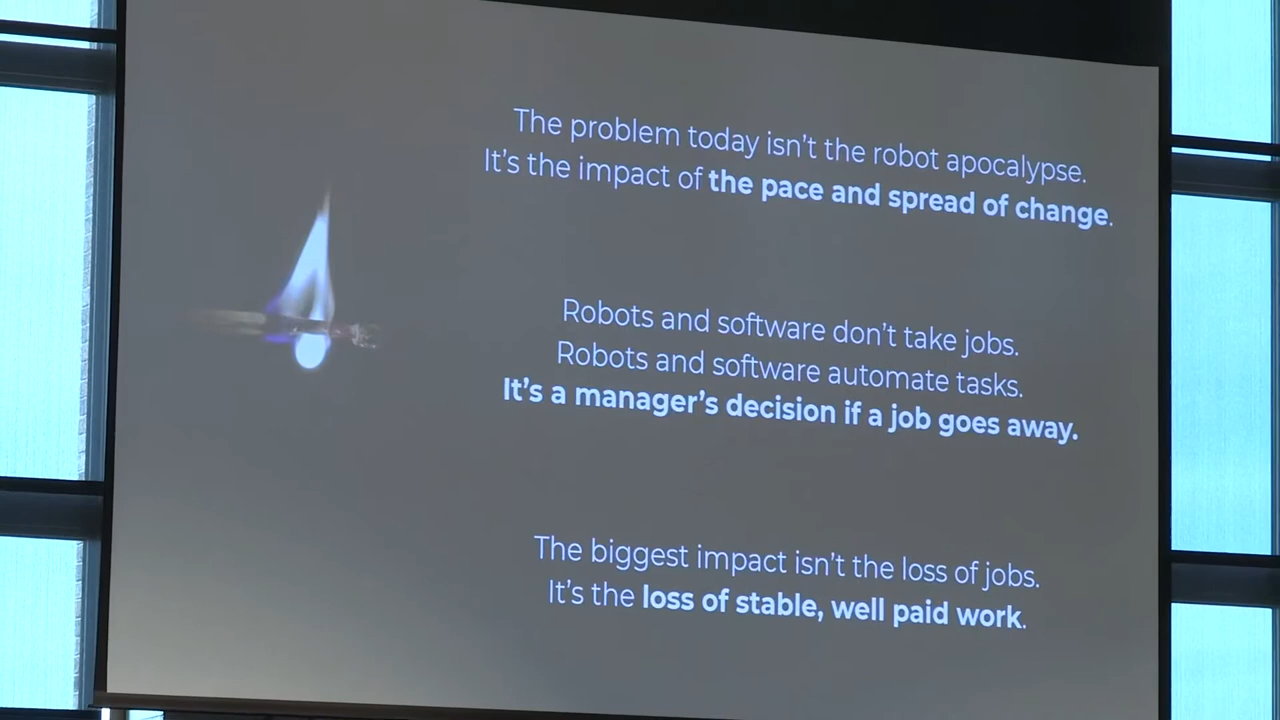 The problem today isn't the robot apocalypse.
It's the impact of the pace and spread of change.
Robots and software don't take jobs.
Robots and software automate tasks.
It's a manager's decision if a job goes away.
The biggest impact isn't the loss of jobs.
It's the loss of stable, well paid work.